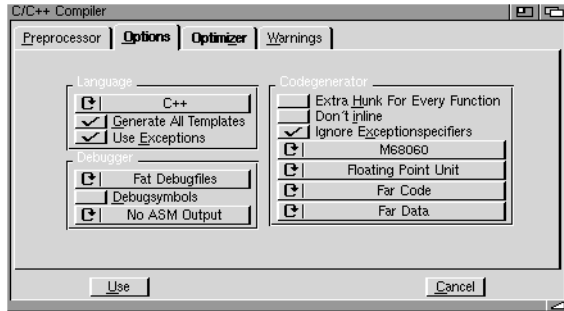 C/C++ Compiler
Preprocessor Options Optimizer Warnings
Language
C++
Generate All Templates
Use Exceptions
Debugger
Fat Debugfiles
Debugsymbols
No ASM Output
Codegenerator
Extra Hunk For Every Function
Don't inline
Ignore Exceptionspecifiers
M68060
Floating Point Unit
Far Code
Far Data
Use Cancel